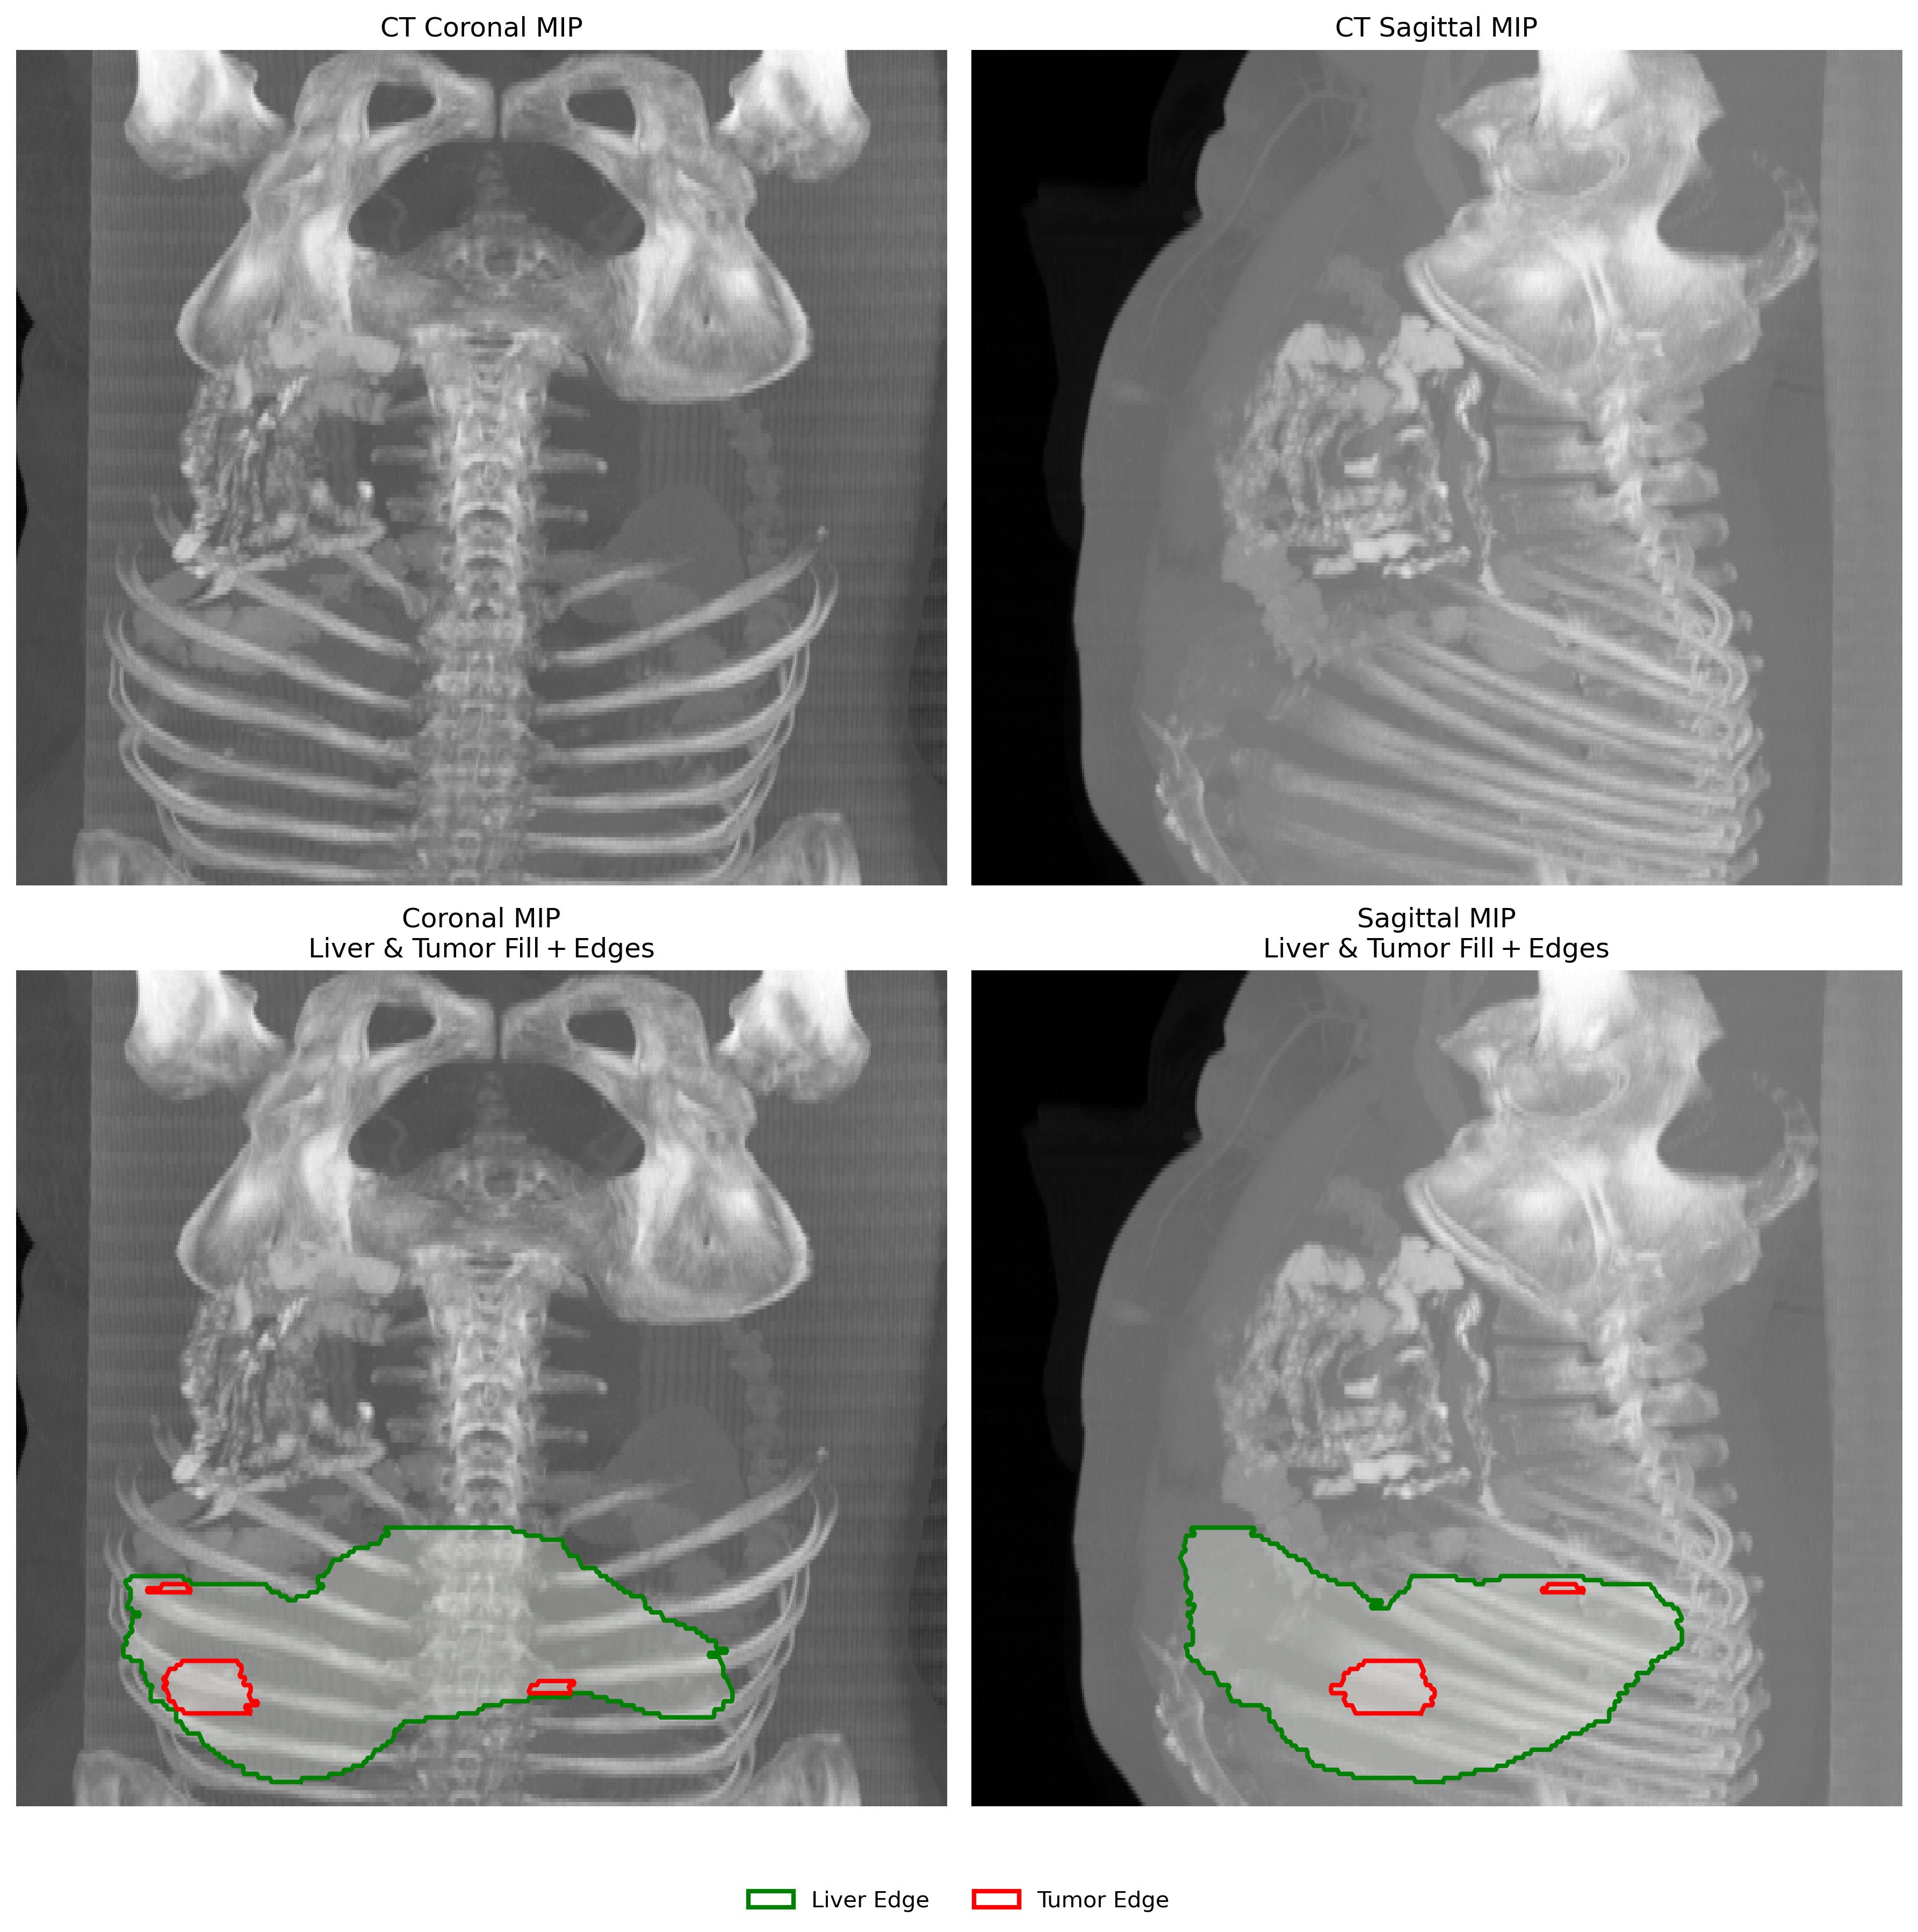 CT Coronal MIP
CT Sagittal MIP
Coronal MIP
Liver & Tumor Fill + Edges
Sagittal MIP
Liver & Tumor Fill + Edges
Liver Edge
Tumor Edge